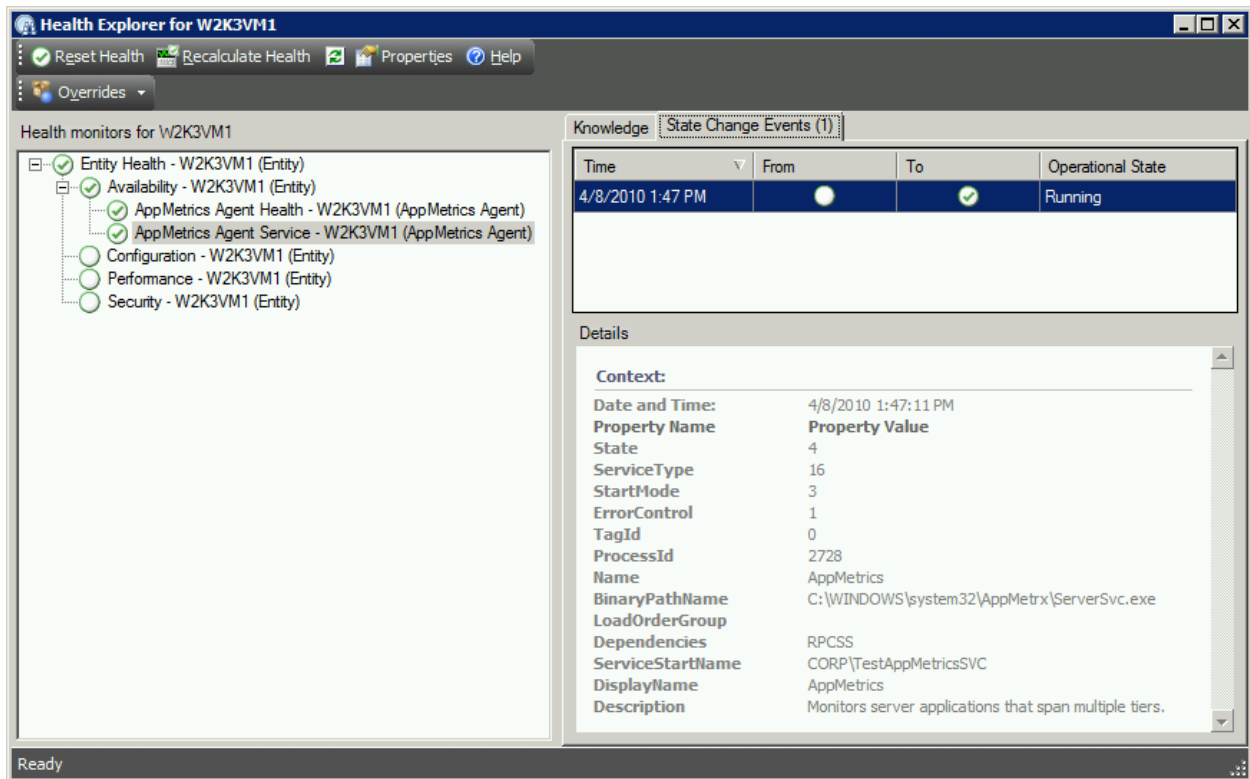 Health Explorer for W2K3VM1
Reset Health Recalculate Health Properties Help
Overrides
Health monitors for W2K3VM1
Entity Health - W2K3VM1 (Entity)
Availability - W2K3VM1 (Entity)
AppMetrics Agent Health - W2K3VM1 (AppMetrics Agent)
AppMetrics Agent Service - W2K3VM1 (AppMetrics Agent)
Configuration - W2K3VM1 (Entity)
Performance - W2K3VM1 (Entity)
Security - W2K3VM1 (Entity)
Knowledge State Change Events (1)
Time From To Operational State
4/8/2010 1:47 PM Running
Details
Context:
Date and Time: 4/8/2010 1:47:11 PM
Property Name Property Value
State 4
ServiceType 16
StartMode 3
ErrorControl 1
TagId 0
ProcessId 2728
Name AppMetrics
BinaryPathName C:\WINDOWS\system32\AppMetrx\ServerSvc.exe
LoadOrderGroup
Dependencies RPCSS
ServiceStartName CORP\TestAppMetricsSVC
DisplayName AppMetrics
Description Monitors server applications that span multiple tiers.
Ready